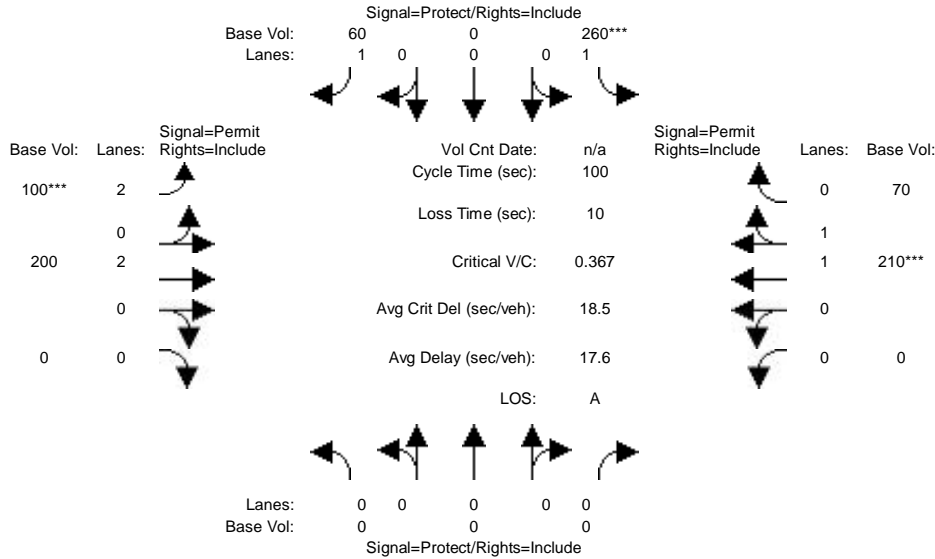 Signal=Protect/Rights=Include
Base Vol: 60 0 260***
Lanes: 1 0 0 0 1
Signal=Permit
Base Vol: Lanes: Rights=Include
Vol Cnt Date: n/a
Signal=Permit
Rights=Include Lanes: Base Vol:
Cycle Time (sec): 100
100*** 2
0 70
Loss Time (sec): 10
0
1
200 2
Critical V/C: 0.367
1 210***
0
Avg Crit Del (sec/veh): 18.5
0
0 0
Avg Delay (sec/veh): 17.6
0 0
LOS: A
Lanes: 0 0 0 0 0
Base Vol: 0 0 0
Signal=Protect/Rights=Include